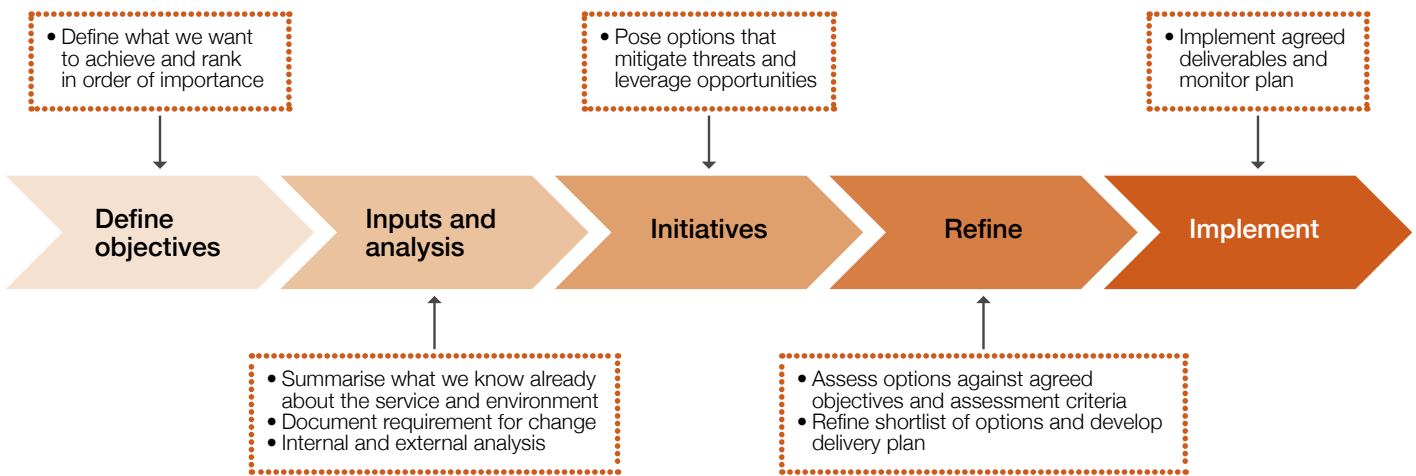 • Define what we want
to achieve and rank
in order of importance
• Pose options that
mitigate threats and
leverage opportunities
• Implement agreed
deliverables and
monitor plan
Define
objectives
Inputs and
analysis
Initiatives
Refine
Implement
• Summarise what we know already
about the service and environment
• Document requirement for change
• Internal and external analysis
• Assess options against agreed
objectives and assessment criteria
• Refine shortlist of options and develop
delivery plan